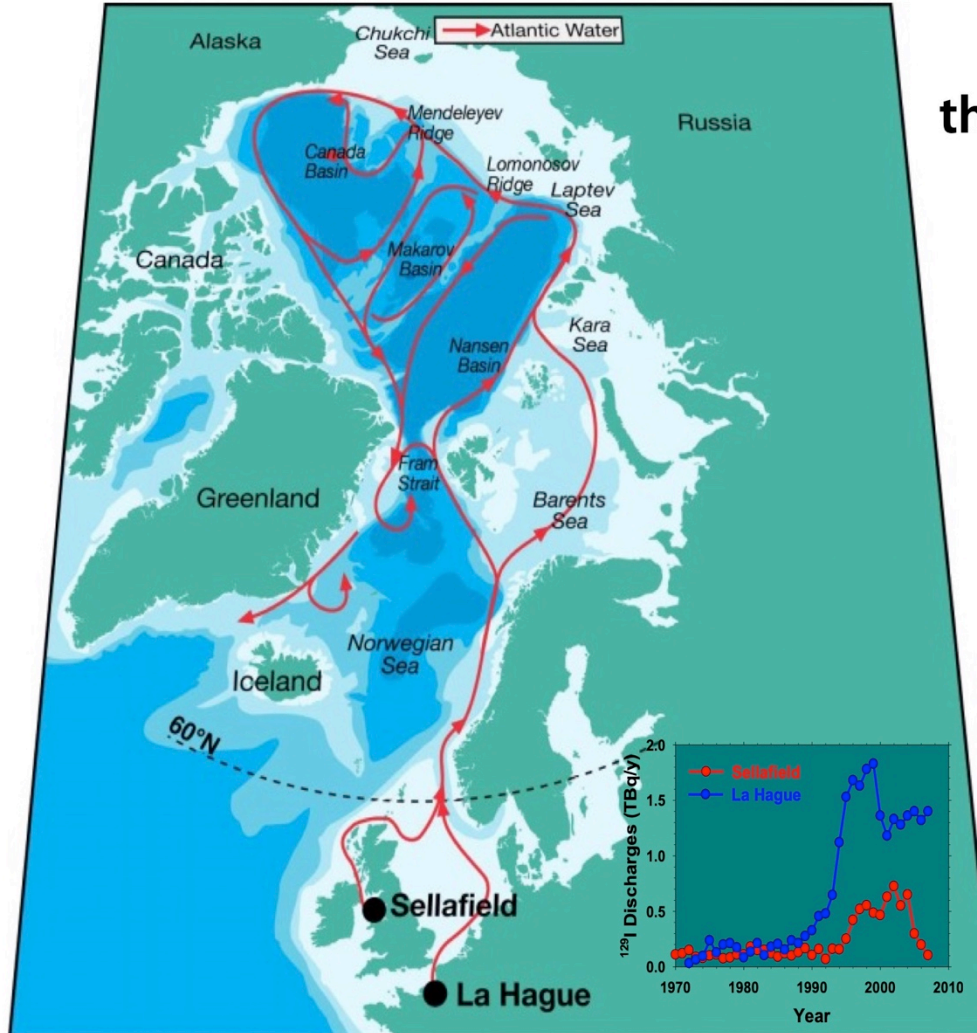 Alaska
Chukchi
Sea
Atlantic Water
th
Russia
Mendeleyev
Ridge
Canada
Basin
Lomonosov
Ridge
Laptev
Sea
Canada
Makarov
Basin
Kara
Sea
Nansen
Basin
Fram
Strait
Greenland
Barents
Sea
Norwegian
Sea
Iceland
60°N
Sellafield
La Hague
Sellafield
La Hague
2.0
1.5
1.0
0.5
0.0
¹²⁹I Discharges (TBq/y)
1970 1980 1990 2000 2010
Year